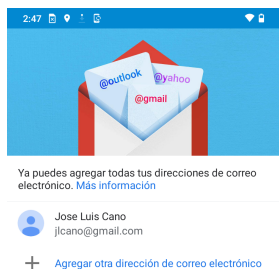 2:47
@outlook
@yahoo
@gmail
Ya puedes agregar todas tus direcciones de correo
electrónico. Más información
Jose Luis Cano
jlcano@gmail.com
Agregar otra dirección de correo electrónico